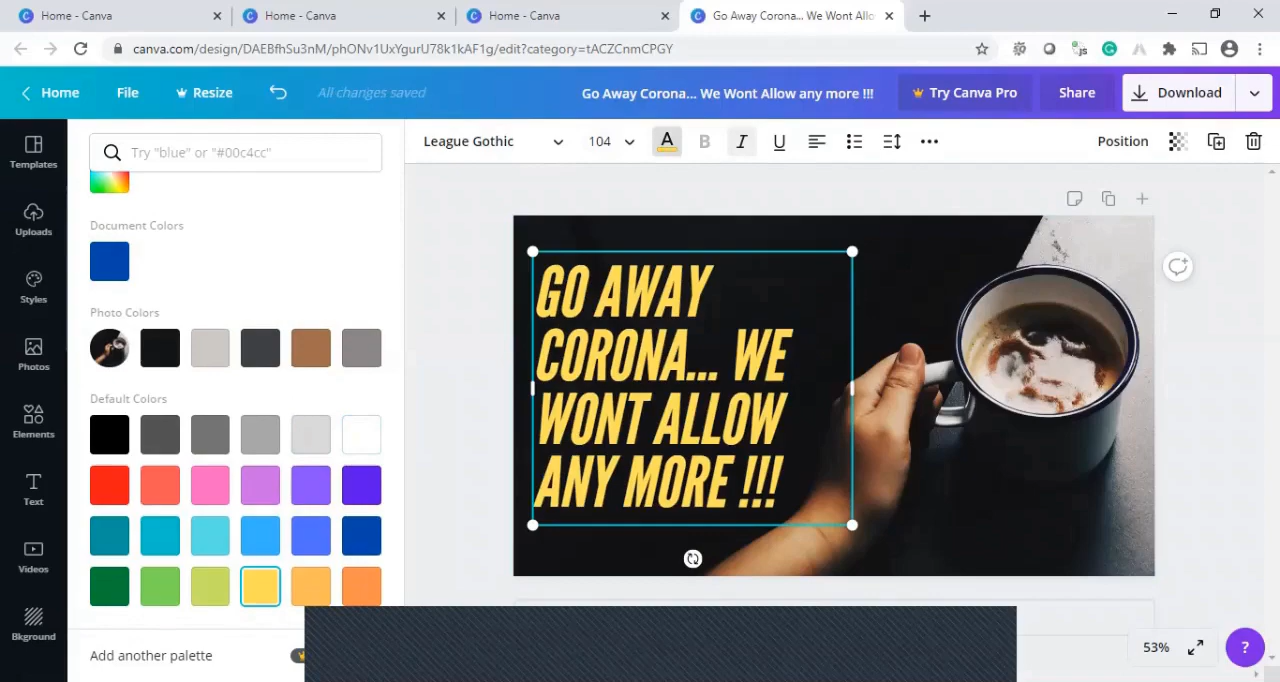 Home - Canva
Home - Canva
Home - Canva
Go Away Corona... We Wont Allo
canva.com/design/DAEBfhSu3nM/phONv1UxYgurU78k1kAF1g/edit?category=tACZCnmCPGY
Home
File
Resize
All changes saved
Go Away Corona... We Wont Allow any more !!!
Try Canva Pro
Share
Download
Templates
Uploads
Styles
Photos
Elements
Text
Videos
Bkground
Try "blue" or "#00c4cc"
Document Colors
Photo Colors
Default Colors
Add another palette
League Gothic
104
A
B
I
U
Position
GO AWAY
CORONA... WE
WONT ALLOW
ANY MORE !!!
53%
?